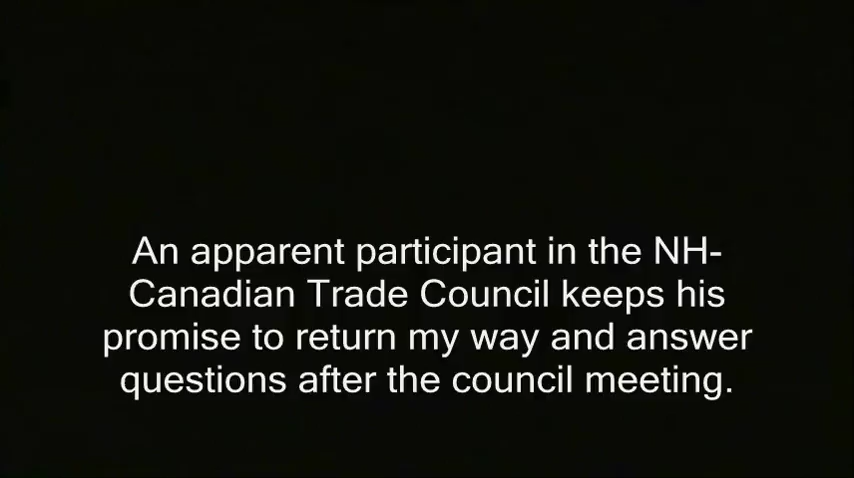 An apparent participant in the NH-
Canadian Trade Council keeps his
promise to return my way and answer
questions after the council meeting.